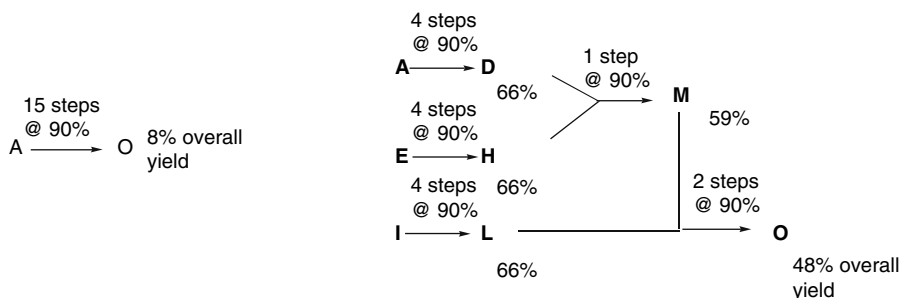 15 steps
@ 90%
A
O
8% overall
yield
4 steps
@ 90%
A
D
66%
4 steps
@ 90%
E
H
66%
4 steps
@ 90%
I
L
66%
1 step
@ 90%
M
59%
2 steps
@ 90%
O
48% overall
yield